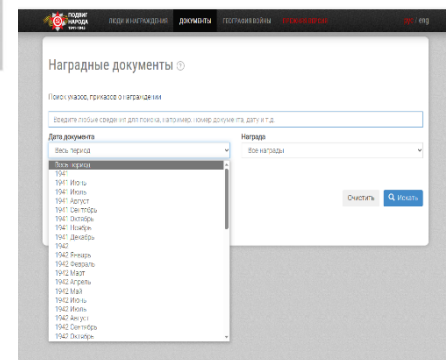 ПОДВИГ
НАРОДА
1941-1945
ЛЮДИ И НАГРАЖДЕНИЯ ДОКУМЕНТЫ ГЕОГРАФИЯ ВОЙНЫ рус / eng
Наградные документы
Поиск указов, приказов о награждении
Введите любые сведения для поиска, например, номер документа, дату и т.д.
Дата документа Награда
Весь период Все награды
Весь период
1941
1941 Июнь
1941 Июль
1941 Август
1941 Сентябрь
1941 Октябрь
1941 Ноябрь
1941 Декабрь
1942
1942 Февраль
1942 Март
1942 Апрель
1942 Май
1942 Июнь
1942 Июль
1942 Август
1942 Сентябрь
1942 Октябрь
Очистить Искать